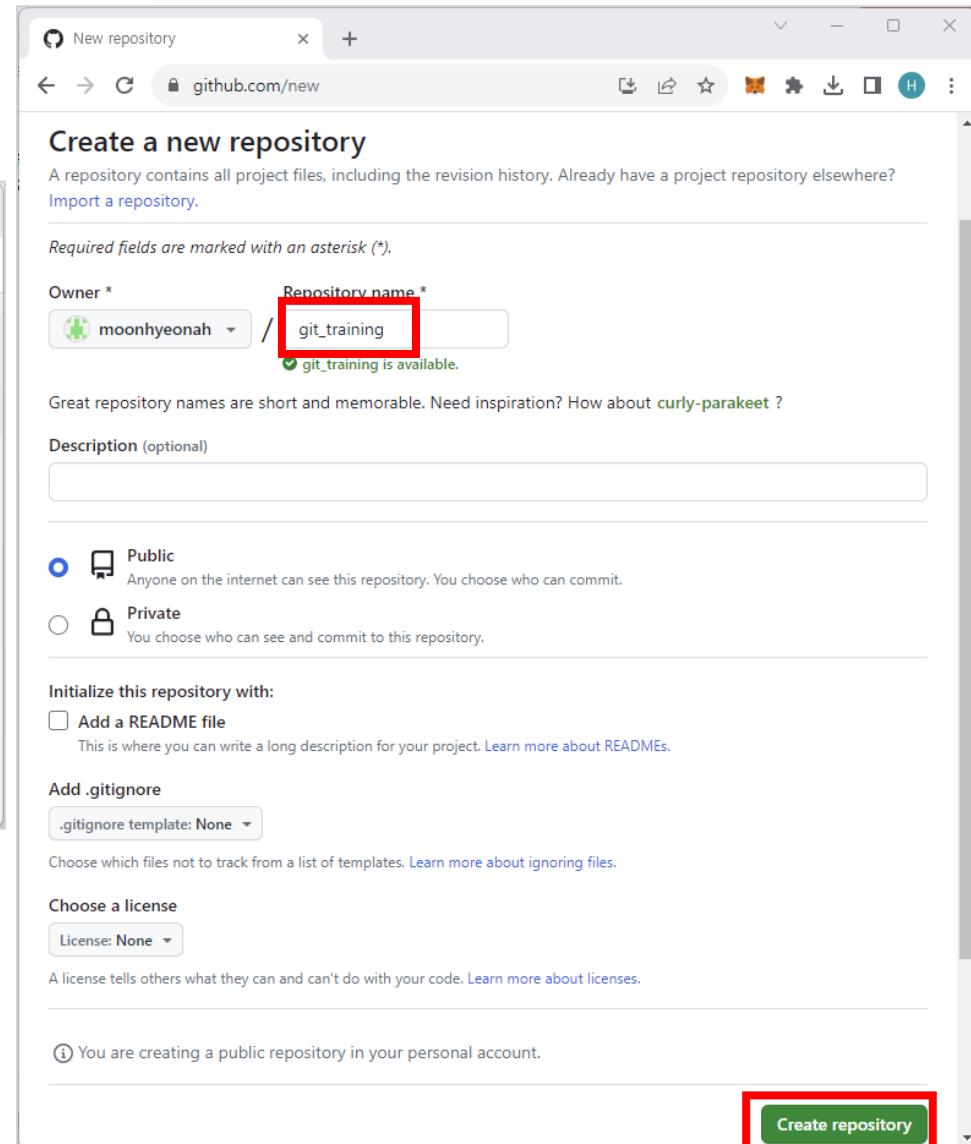 New repository
github.com/new
H
Create a new repository
A repository contains all project files, including the revision history. Already have a project repository elsewhere?
Import a repository.
Required fields are marked with an asterisk (*).
Owner *
Repository name *
moonhyeonah
/
git_training
git_training is available.
Great repository names are short and memorable. Need inspiration? How about curly-parakeet ?
Description (optional)
Public
Anyone on the internet can see this repository. You choose who can commit.
Private
You choose who can see and commit to this repository.
Initialize this repository with:
Add a README file
This is where you can write a long description for your project. Learn more about READMEs.
Add .gitignore
.gitignore template: None
Choose which files not to track from a list of templates. Learn more about ignoring files.
Choose a license
License: None
A license tells others what they can and can't do with your code. Learn more about licenses.
You are creating a public repository in your personal account.
Create repository